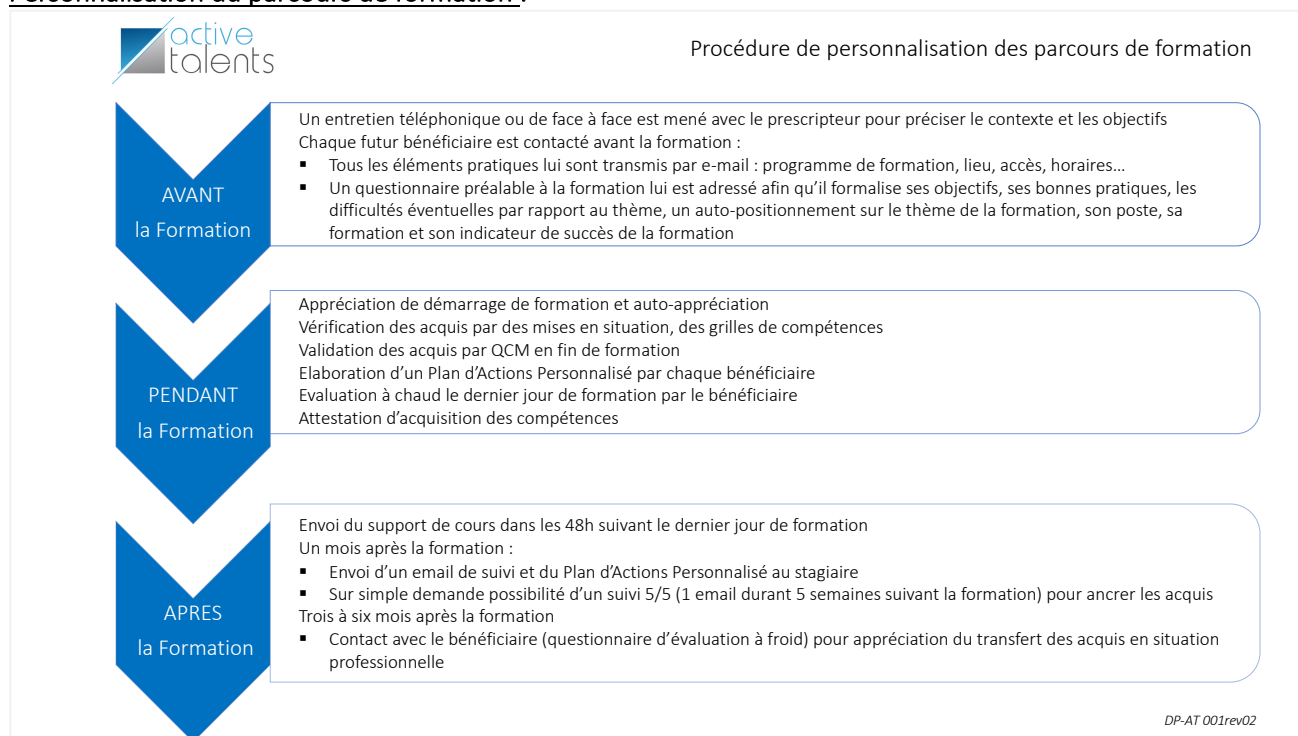 Personnalisation du parcours de formation :
active
talents
Procédure de personnalisation des parcours de formation
AVANT
la Formation
Un entretien téléphonique ou de face à face est mené avec le prescripteur pour préciser le contexte et les objectifs
Chaque futur bénéficiaire est contacté avant la formation :
▪ Tous les éléments pratiques lui sont transmis par e-mail : programme de formation, lieu, accès, horaires…
▪ Un questionnaire préalable à la formation lui est adressé afin qu’il formalise ses objectifs, ses bonnes pratiques, les
difficultés éventuelles par rapport au thème, un auto-positionnement sur le thème de la formation, son poste, sa
formation et son indicateur de succès de la formation
PENDANT
la Formation
Appréciation de démarrage de formation et auto-appréciation
Vérification des acquis par des mises en situation, des grilles de compétences
Validation des acquis par QCM en fin de formation
Elaboration d’un Plan d’Actions Personnalisé par chaque bénéficiaire
Evaluation à chaud le dernier jour de formation par le bénéficiaire
Attestation d’acquisition des compétences
APRES
la Formation
Envoi du support de cours dans les 48h suivant le dernier jour de formation
Un mois après la formation :
▪ Envoi d’un email de suivi et du Plan d’Actions Personnalisé au stagiaire
▪ Sur simple demande possibilité d’un suivi 5/5 (1 email durant 5 semaines suivant la formation) pour ancrer les acquis
Trois à six mois après la formation
▪ Contact avec le bénéficiaire (questionnaire d’évaluation à froid) pour appréciation du transfert des acquis en situation
professionnelle
DP-AT 001rev02